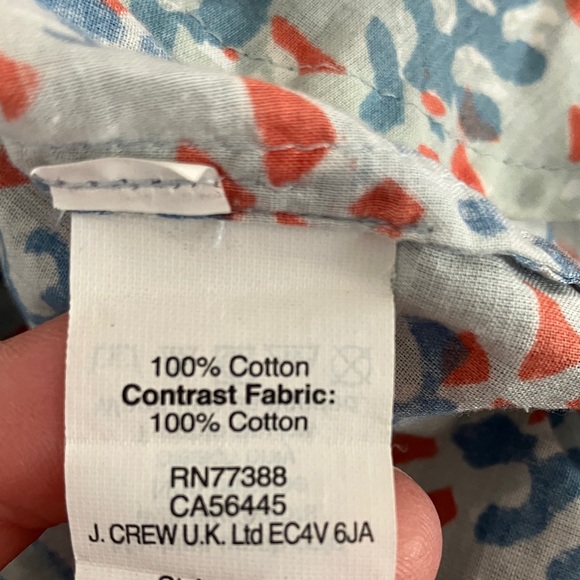 100% Cotton
Contrast Fabric:
100% Cotton
RN77388
CA56445
J. CREW U.K. Ltd EC4V 6JA